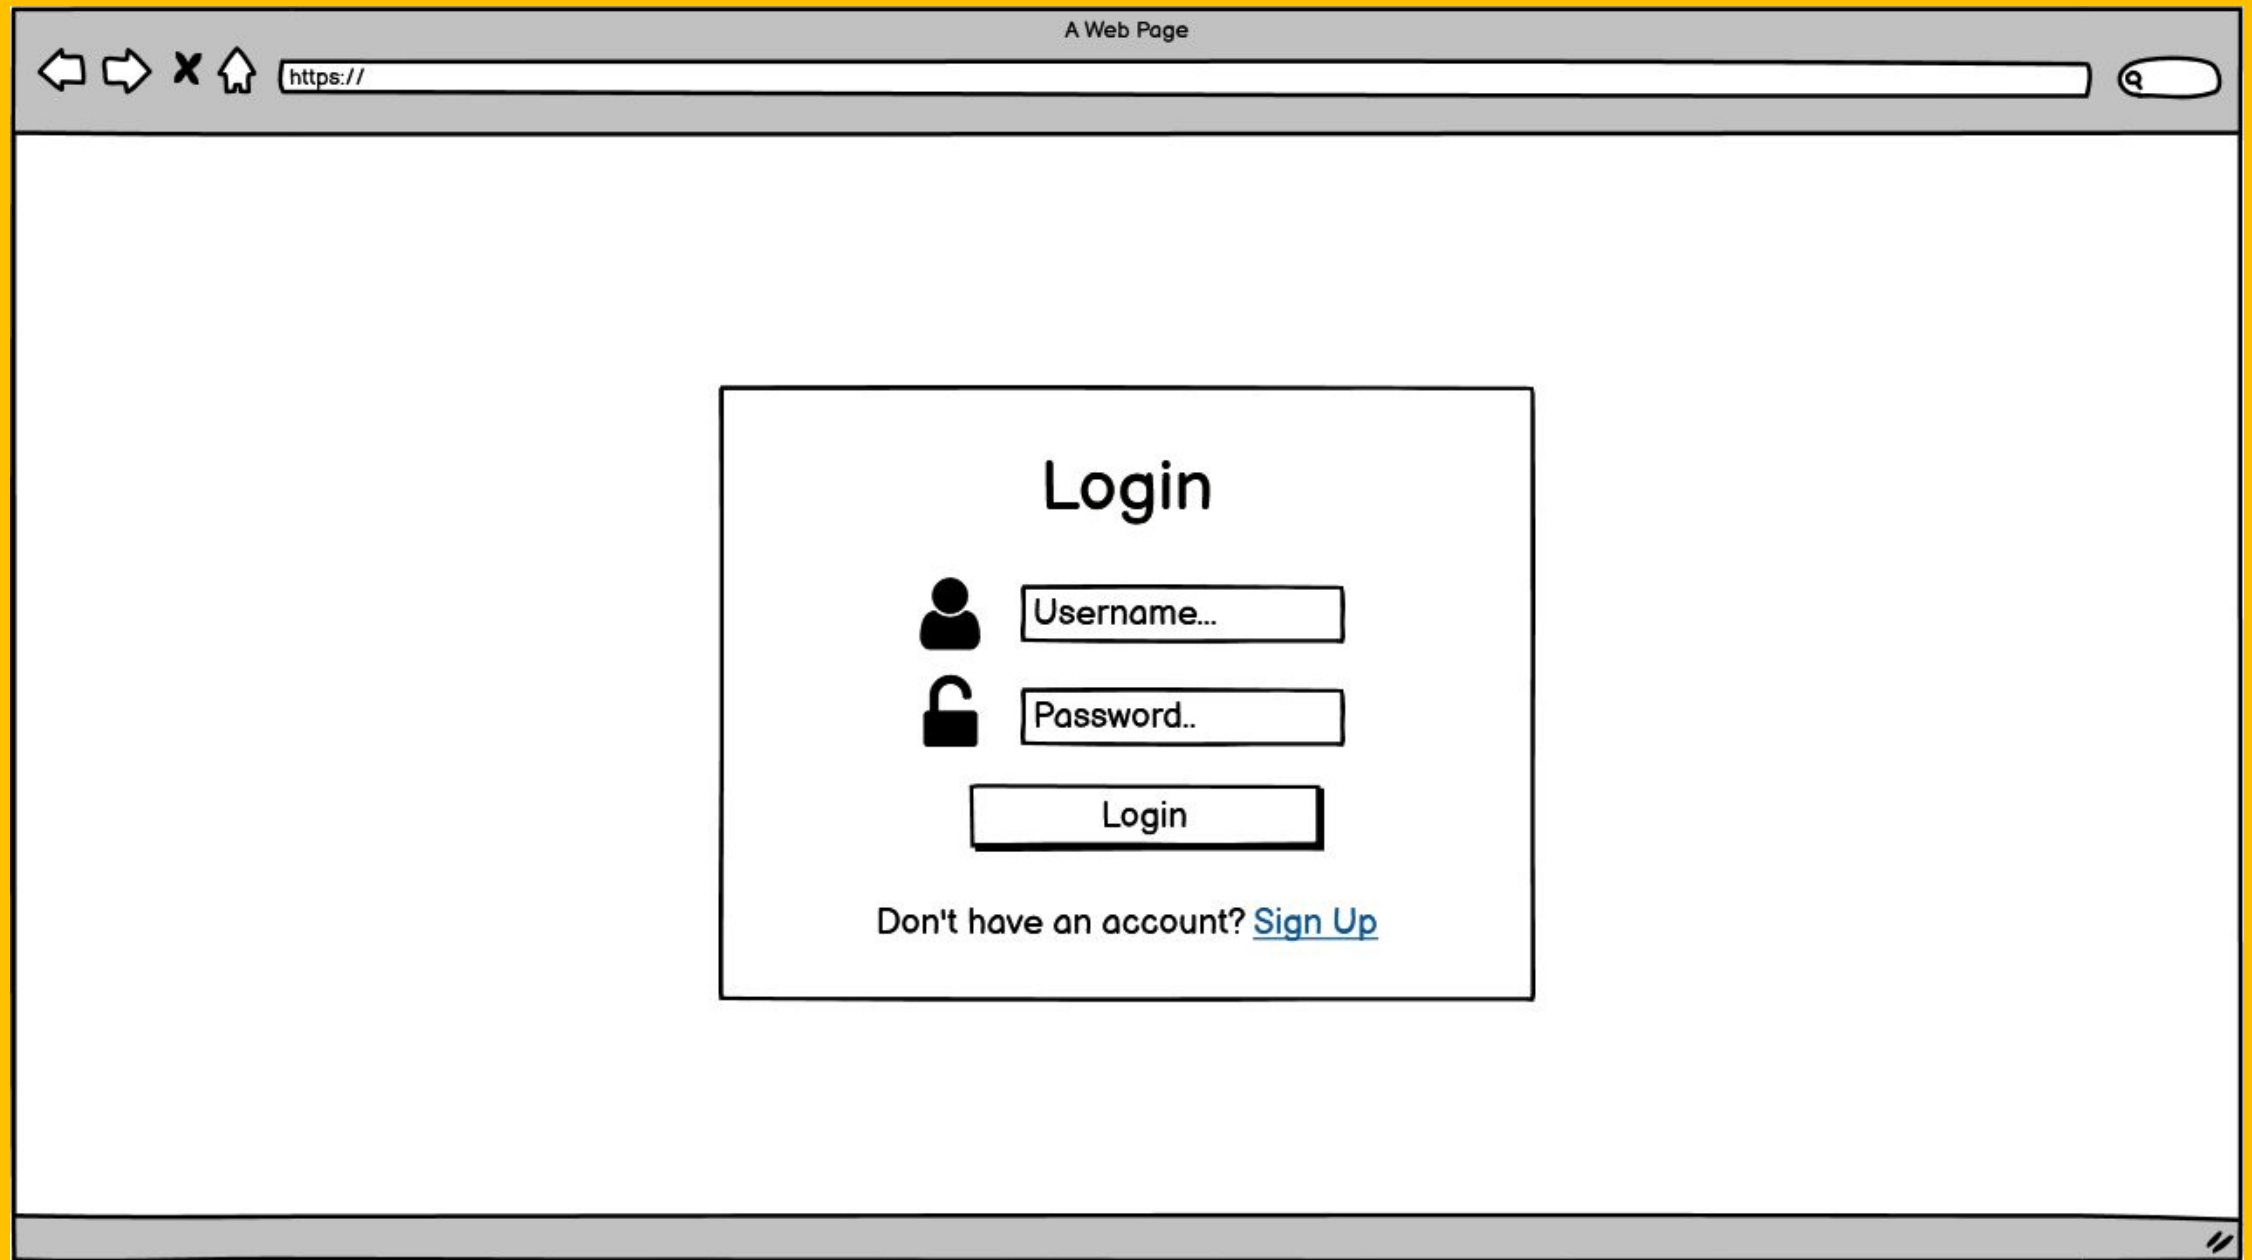 A Web Page
https://
Login
Username...
Password..
Login
Don't have an account? Sign Up